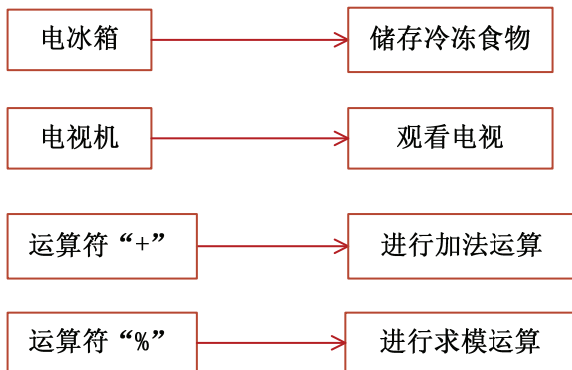 电冰箱 储存冷冻食物
电视机 观看电视
运算符“+” 进行加法运算
运算符“%” 进行求模运算